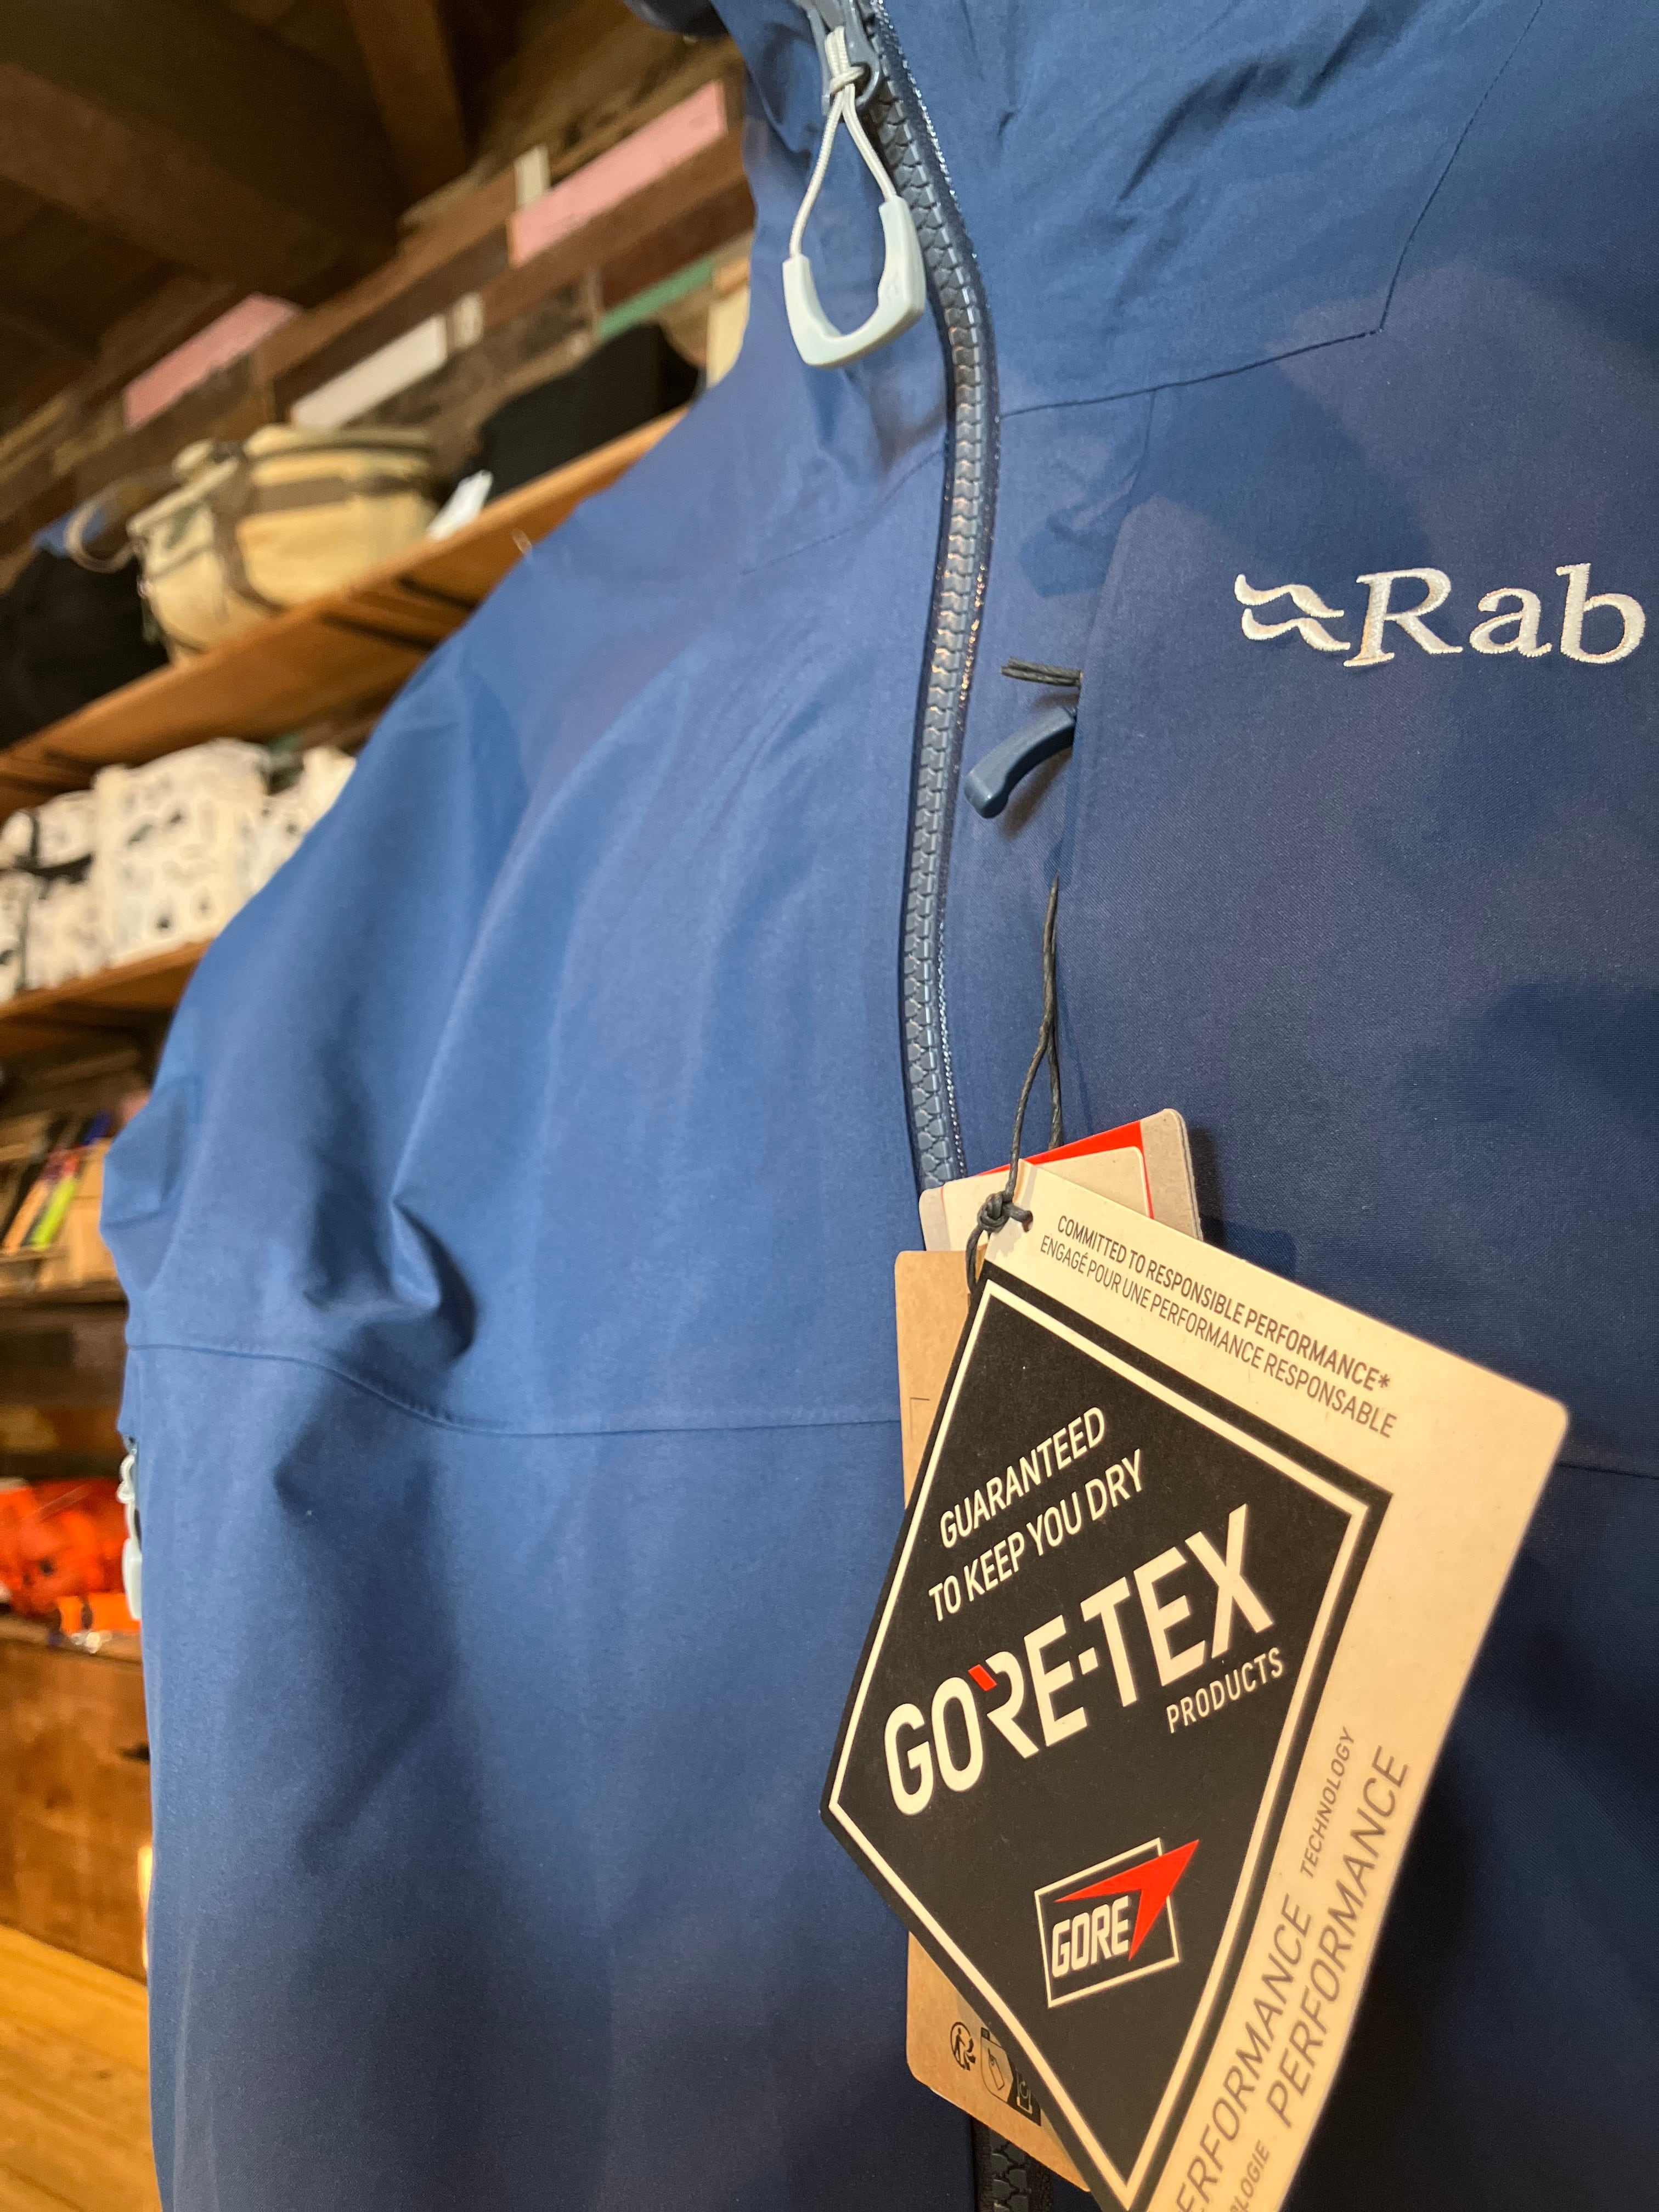 Rab
COMMITTED TO RESPONSIBLE PERFORMANCE*
ENGAGÉ POUR UNE PERFORMANCE RESPONSABLE
GUARANTEED
TO KEEP YOU DRY
GORE-TEX
PRODUCTS
GORE
TECHNOLOGY
PERFORMANCE